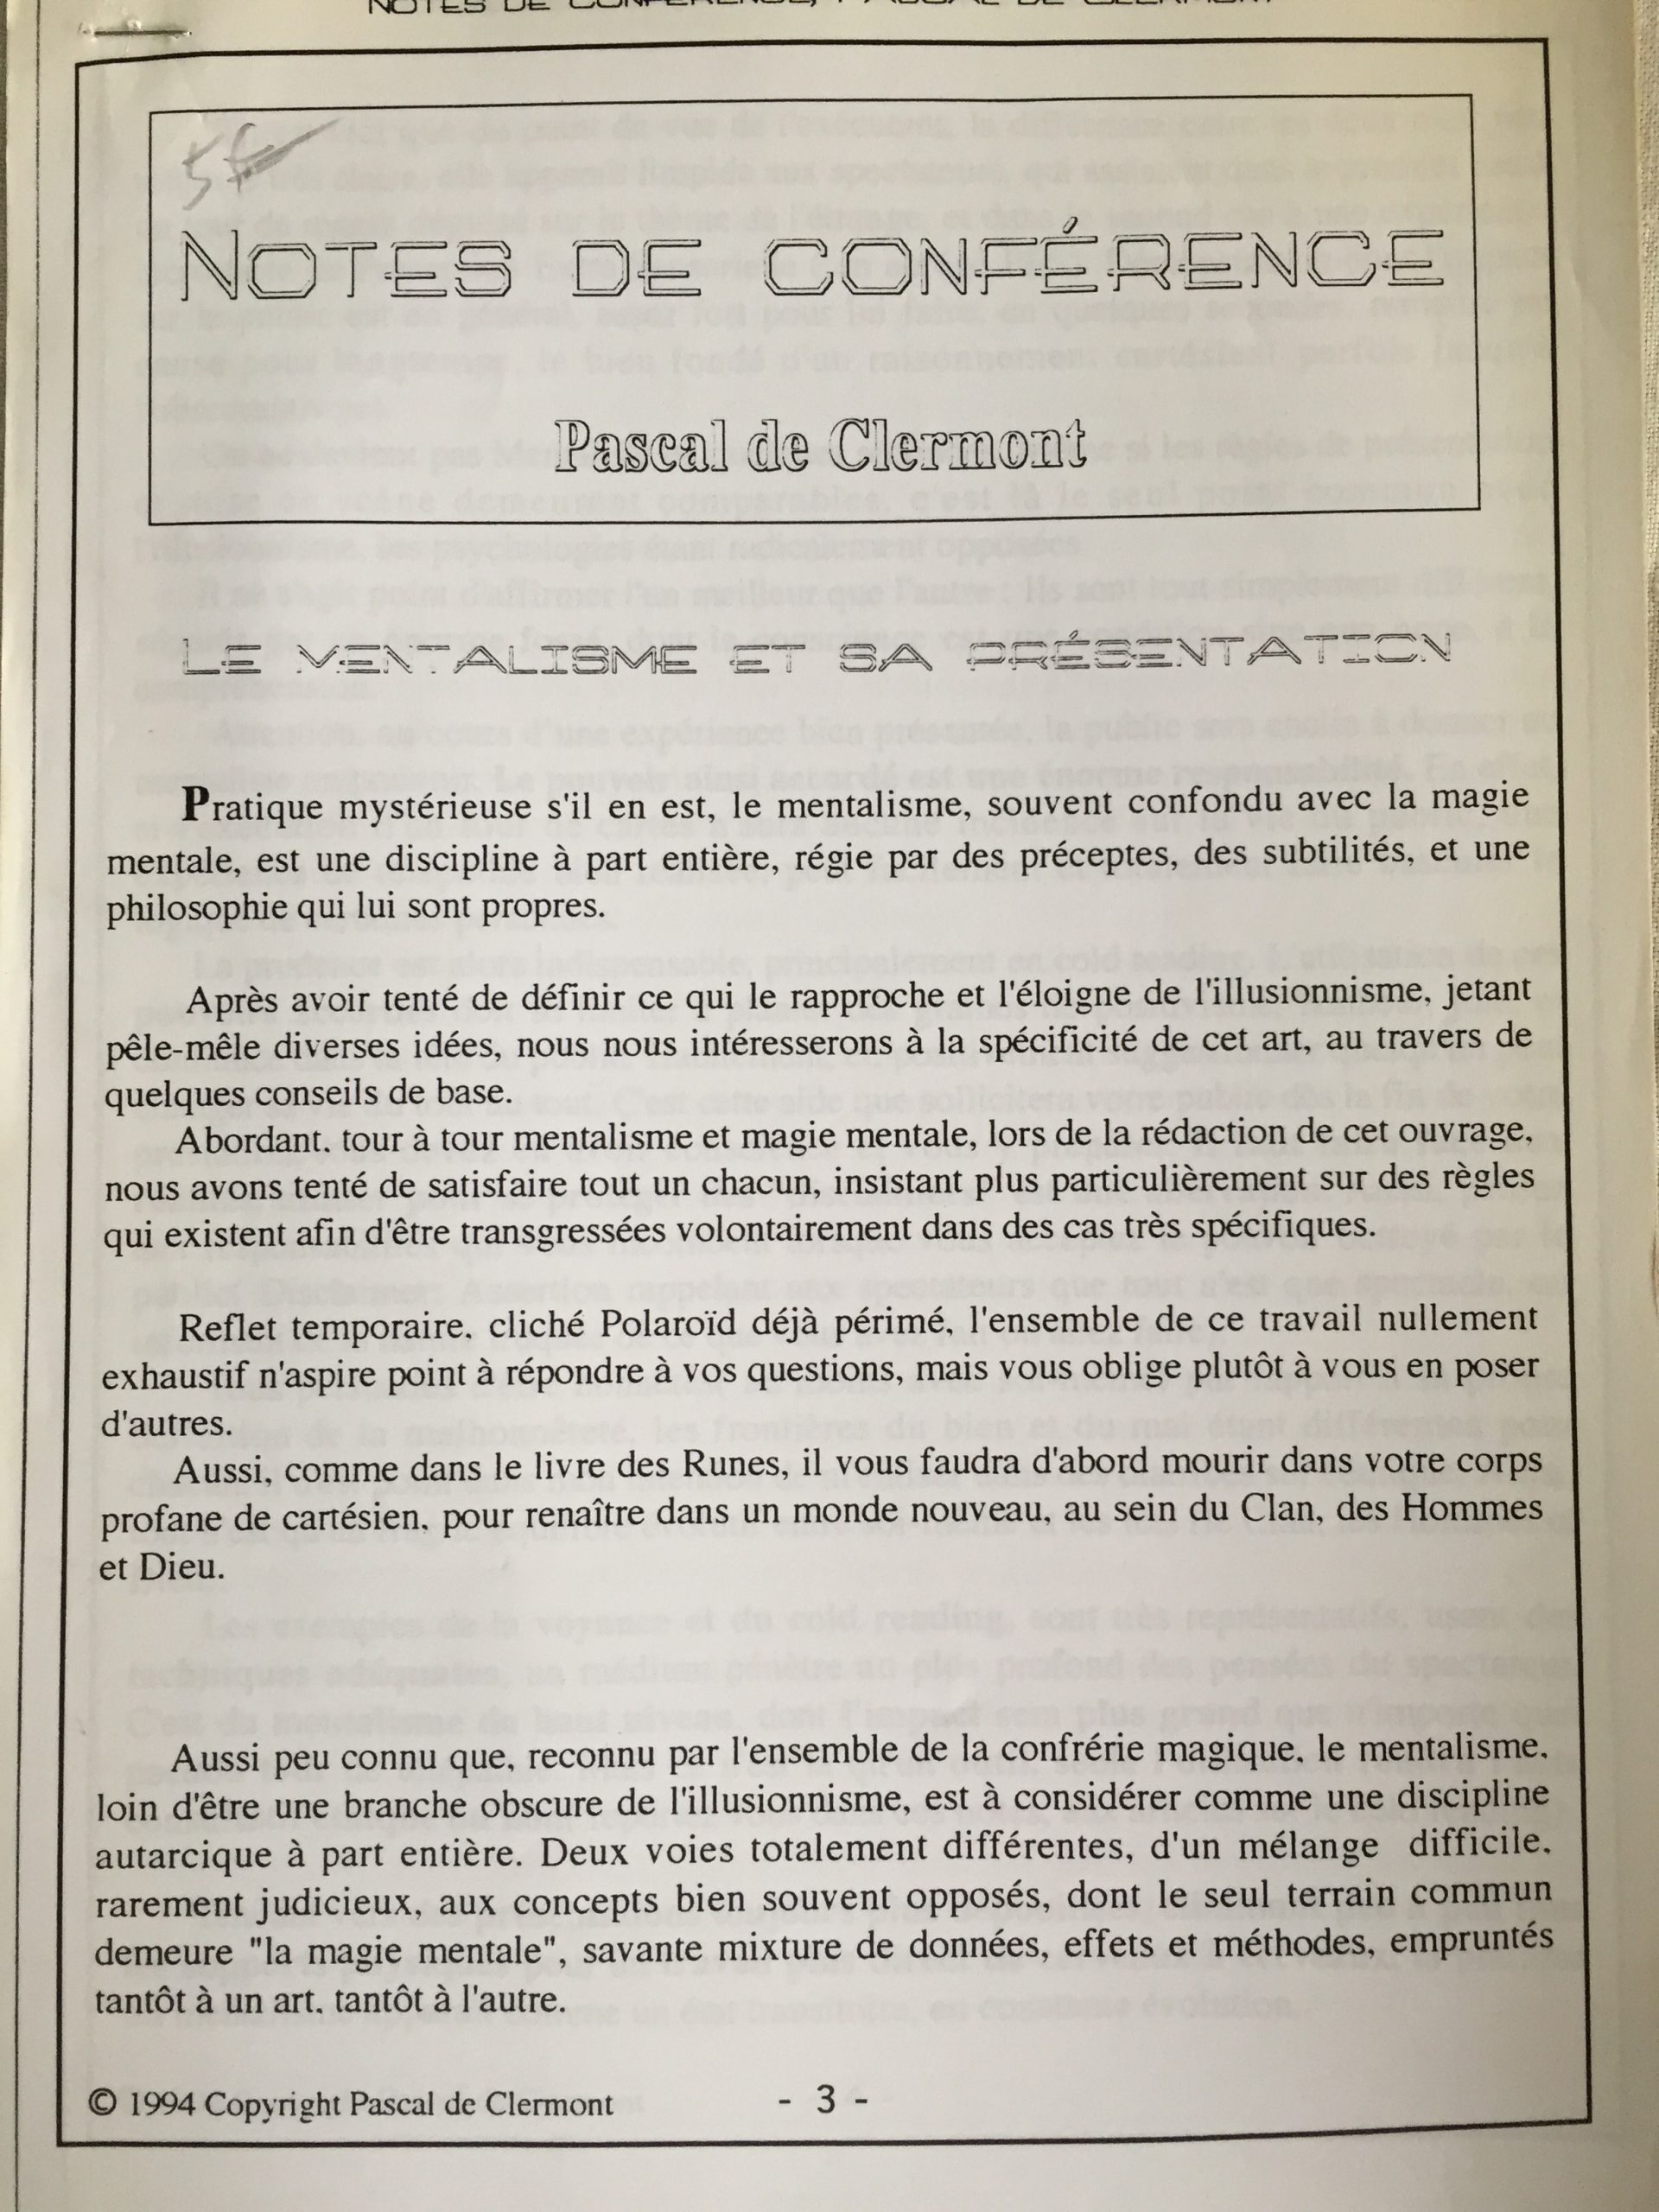 NOTES DE CONFÉRENCE, PASCAL DE CLERMONT
NOTES DE CONFÉRENCE
Pascal de Clermont
LE MENTALISME ET SA PRÉSENTATION
Pratique mystérieuse s'il en est, le mentalisme, souvent confondu avec la magie
mentale, est une discipline à part entière, régie par des préceptes, des subtilités, et une
philosophie qui lui sont propres.
Après avoir tenté de définir ce qui le rapproche et l'éloigne de l'illusionnisme, jetant
pêle-mêle diverses idées, nous nous intéresserons à la spécificité de cet art, au travers de
quelques conseils de base.
Abordant, tour à tour mentalisme et magie mentale, lors de la rédaction de cet ouvrage,
nous avons tenté de satisfaire tout un chacun, insistant plus particulièrement sur des règles
qui existent afin d'être transgressées volontairement dans des cas très spécifiques.
Reflet temporaire, cliché Polaroïd déjà périmé, l'ensemble de ce travail nullement
exhaustif n'aspire point à répondre à vos questions, mais vous oblige plutôt à vous en poser
d'autres.
Aussi, comme dans le livre des Runes, il vous faudra d'abord mourir dans votre corps
profane de cartésien, pour renaître dans un monde nouveau, au sein du Clan, des Hommes
et Dieu.
Aussi peu connu que, reconnu par l'ensemble de la confrérie magique, le mentalisme,
loin d'être une branche obscure de l'illusionnisme, est à considérer comme une discipline
autarcique à part entière. Deux voies totalement différentes, d'un mélange difficile,
rarement judicieux, aux concepts bien souvent opposés, dont le seul terrain commun
demeure "la magie mentale", savante mixture de données, effets et méthodes, empruntés
tantôt à un art, tantôt à l'autre.
© 1994 Copyright Pascal de Clermont - 3 -